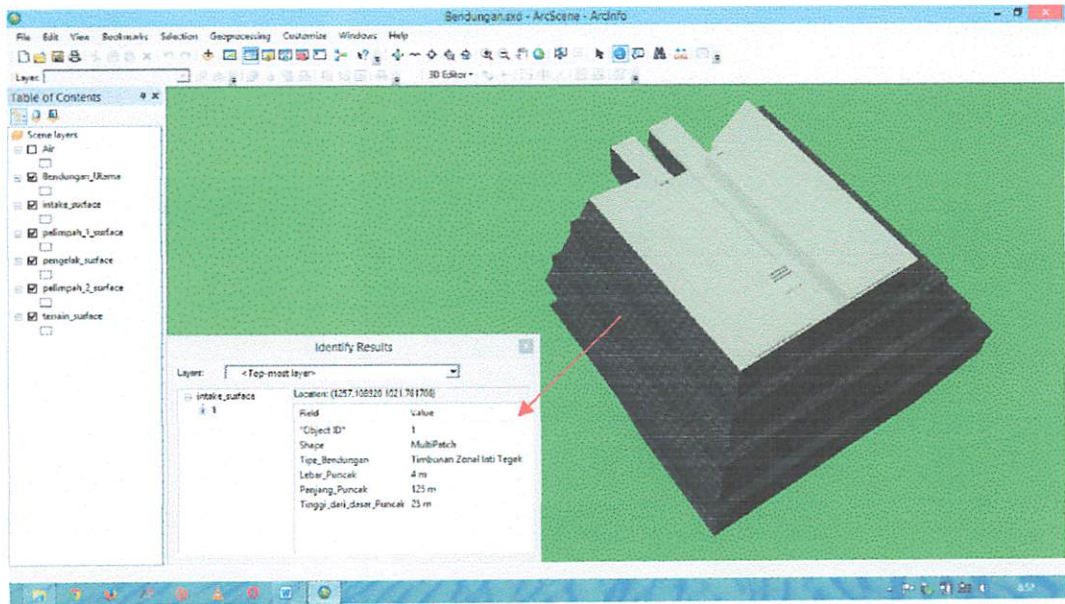 Bendungan.sxd - ArcScene - ArcInfo
File Edit View Bookmarks Selection Geoprocessing Customize Windows Help
Layer:
3D Editor
Table of Contents
Scene layers
Air
Bendungan_Utama
intake_surface
pelimpah_1_surface
pengelak_surface
pelimpah_2_surface
terrain_surface
Identify Results
Layers: <Top-most layer>
intake_surface
1
Location:
Field Value
"Object ID" 1
Shape MultiPatch
Tipe_Bendungan Timbunan Zonal Inti Tegak
Lebar_Puncak 4 m
Panjang_Puncak 125 m
Tinggi_dari_dasar_Puncak 25 m